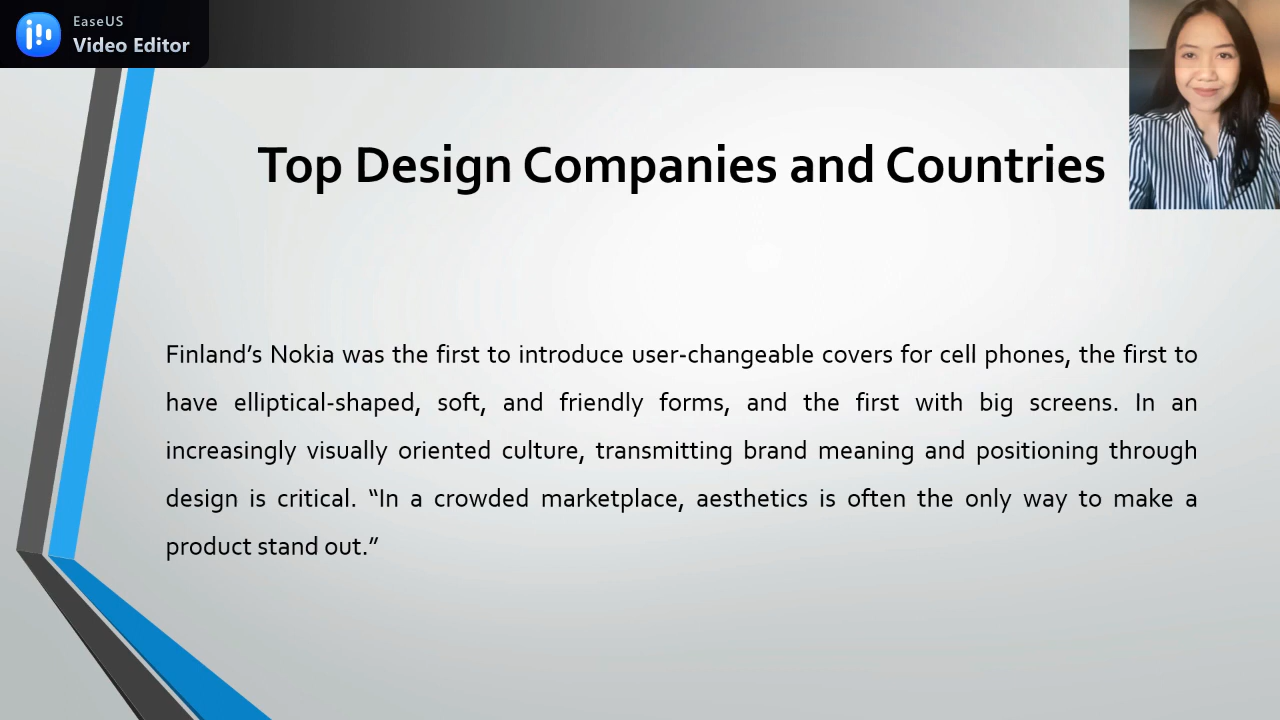 EaseUS
Video Editor
Top Design Companies and Countries
Finland’s Nokia was the first to introduce user-changeable covers for cell phones, the first to
have elliptical-shaped, soft, and friendly forms, and the first with big screens. In an
increasingly visually oriented culture, transmitting brand meaning and positioning through
design is critical. “In a crowded marketplace, aesthetics is often the only way to make a
product stand out.”